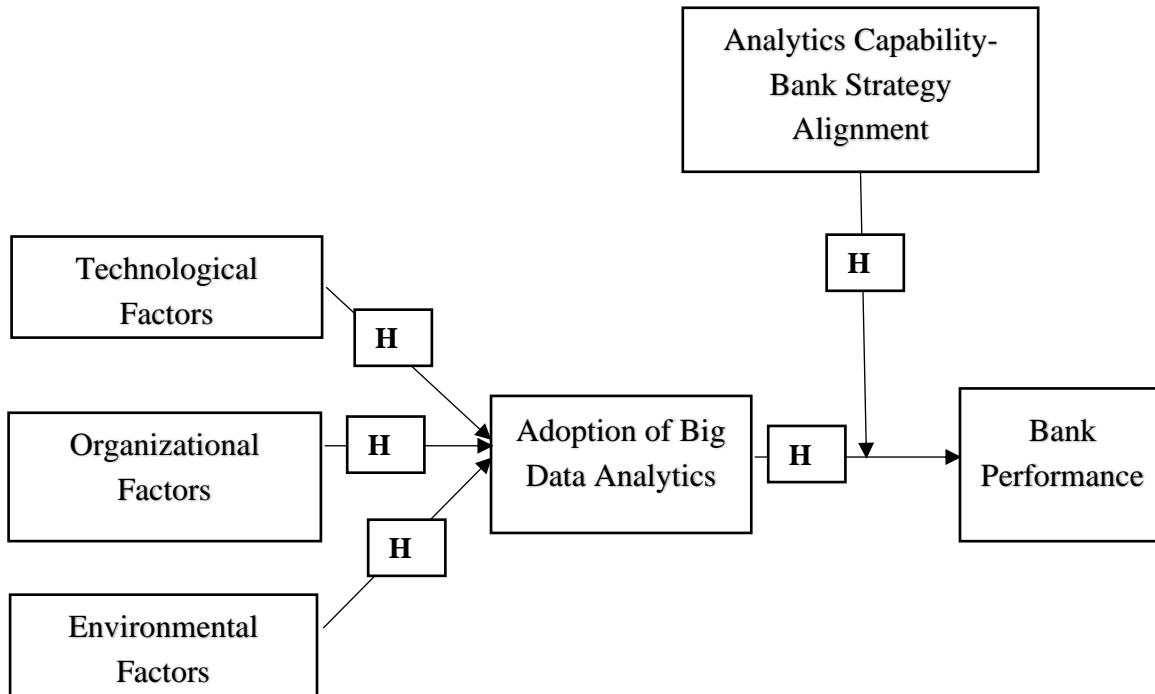 Analytics Capability-
Bank Strategy
Alignment
H
Technological
Factors
H
Organizational
Factors
H
Environmental
Factors
H
Adoption of Big
Data Analytics
H
Bank
Performance